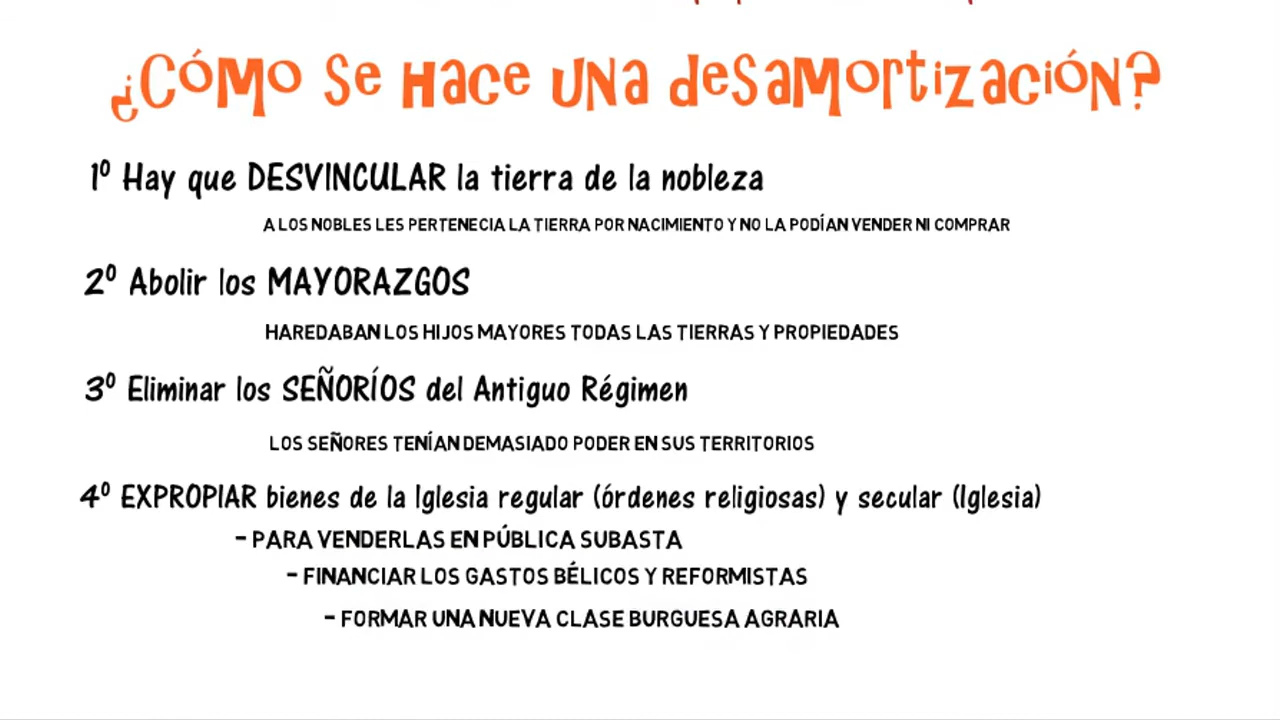 ¿Cómo se hace una desamortización?
1º Hay que DESVINCULAR la tierra de la nobleza
A LOS NOBLES LES PERTENECIA LA TIERRA POR NACIMIENTO Y NO LA PODÍAN VENDER NI COMPRAR
2º Abolir los MAYORAZGOS
HAREDABAN LOS HIJOS MAYORES TODAS LAS TIERRAS Y PROPIEDADES
3º Eliminar los SEÑORÍOS del Antiguo Régimen
LOS SEÑORES TENÍAN DEMASIADO PODER EN SUS TERRITORIOS
4º EXPROPIAR bienes de la Iglesia regular (órdenes religiosas) y secular (Iglesia)
- PARA VENDERLAS EN PÚBLICA SUBASTA
- FINANCIAR LOS GASTOS BÉLICOS Y REFORMISTAS
- FORMAR UNA NUEVA CLASE BURGUESA AGRARIA